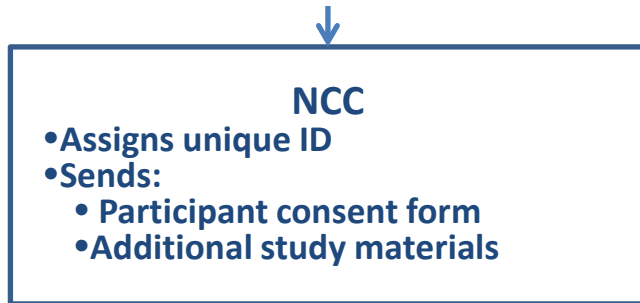 NCC
•Assigns unique ID
•Sends:
• Participant consent form
•Additional study materials